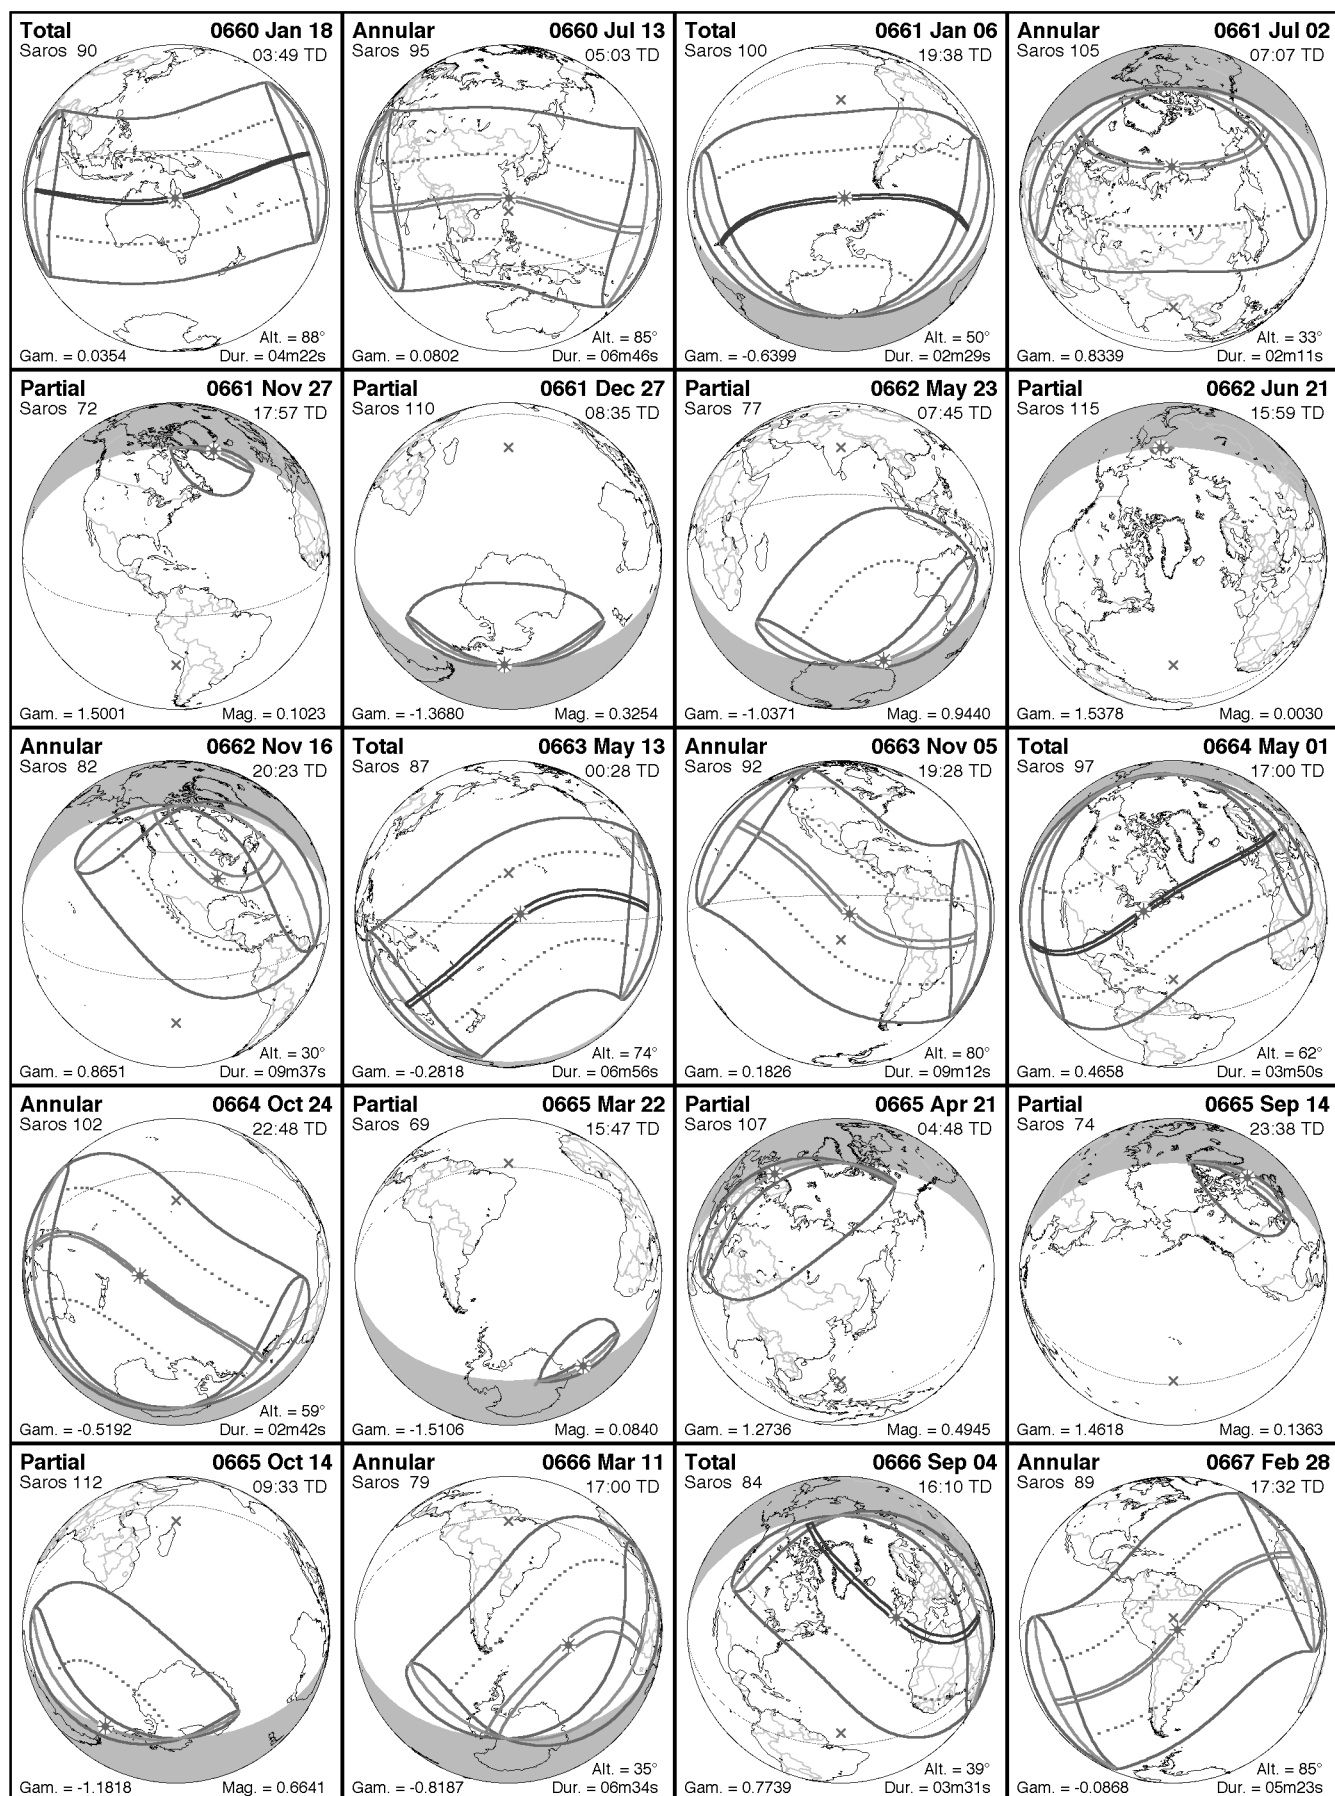 Total 0660 Jan 18
Saros 90 03:49 TD
Alt. = 88°
Gam. = 0.0354 Dur. = 04m22s
Annular 0660 Jul 13
Saros 95 05:03 TD
Alt. = 85°
Gam. = 0.0802 Dur. = 06m46s
Total 0661 Jan 06
Saros 100 19:38 TD
Alt. = 50°
Gam. = -0.6399 Dur. = 02m29s
Annular 0661 Jul 02
Saros 105 07:07 TD
Alt. = 33°
Gam. = 0.8339 Dur. = 02m11s
Partial 0661 Nov 27
Saros 72 17:57 TD
Gam. = 1.5001 Mag. = 0.1023
Partial 0661 Dec 27
Saros 110 08:35 TD
Gam. = -1.3680 Mag. = 0.3254
Partial 0662 May 23
Saros 77 07:45 TD
Gam. = -1.0371 Mag. = 0.9440
Partial 0662 Jun 21
Saros 115 15:59 TD
Gam. = 1.5378 Mag. = 0.0030
Annular 0662 Nov 16
Saros 82 20:23 TD
Alt. = 30°
Gam. = 0.8651 Dur. = 09m37s
Total 0663 May 13
Saros 87 00:28 TD
Alt. = 74°
Gam. = -0.2818 Dur. = 06m56s
Annular 0663 Nov 05
Saros 92 19:28 TD
Alt. = 80°
Gam. = 0.1826 Dur. = 09m12s
Total 0664 May 01
Saros 97 17:00 TD
Alt. = 62°
Gam. = 0.4658 Dur. = 03m50s
Annular 0664 Oct 24
Saros 102 22:48 TD
Alt. = 59°
Gam. = -0.5192 Dur. = 02m42s
Partial 0665 Mar 22
Saros 69 15:47 TD
Gam. = -1.5106 Mag. = 0.0840
Partial 0665 Apr 21
Saros 107 04:48 TD
Gam. = 1.2736 Mag. = 0.4945
Partial 0665 Sep 14
Saros 74 23:38 TD
Gam. = 1.4618 Mag. = 0.1363
Partial 0665 Oct 14
Saros 112 09:33 TD
Gam. = -1.1818 Mag. = 0.6641
Annular 0666 Mar 11
Saros 79 17:00 TD
Alt. = 35°
Gam. = -0.8187 Dur. = 06m34s
Total 0666 Sep 04
Saros 84 16:10 TD
Alt. = 39°
Gam. = 0.7739 Dur. = 03m31s
Annular 0667 Feb 28
Saros 89 17:32 TD
Alt. = 85°
Gam. = -0.0868 Dur. = 05m23s